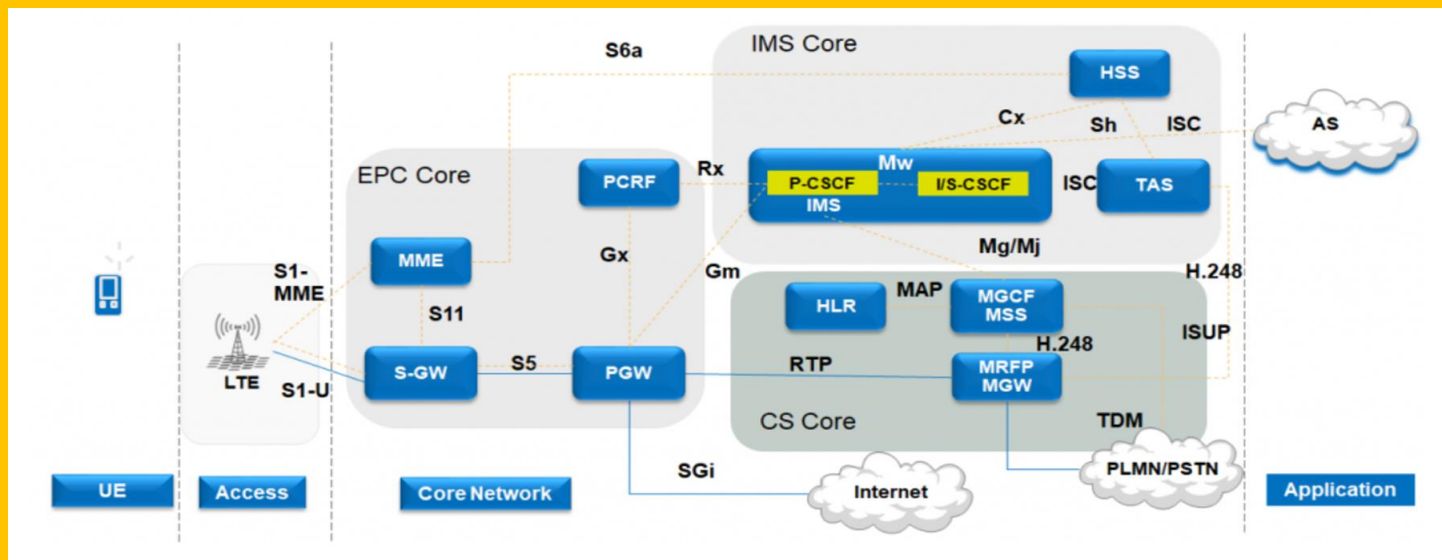 IMS Core
S6a
HSS
Cx
Sh
ISC
AS
EPC Core
PCRF
Rx
Mw
P-CSCF
I/S-CSCF
IMS
ISC
TAS
MME
Gx
Gm
Mg/Mj
H.248
S1-
MME
S11
HLR
MAP
MGCF
MSS
ISUP
H.248
LTE
S1-U
S-GW
S5
PGW
RTP
MRFP
MGW
CS Core
TDM
SGi
PLMN/PSTN
UE
Access
Core Network
Internet
Application